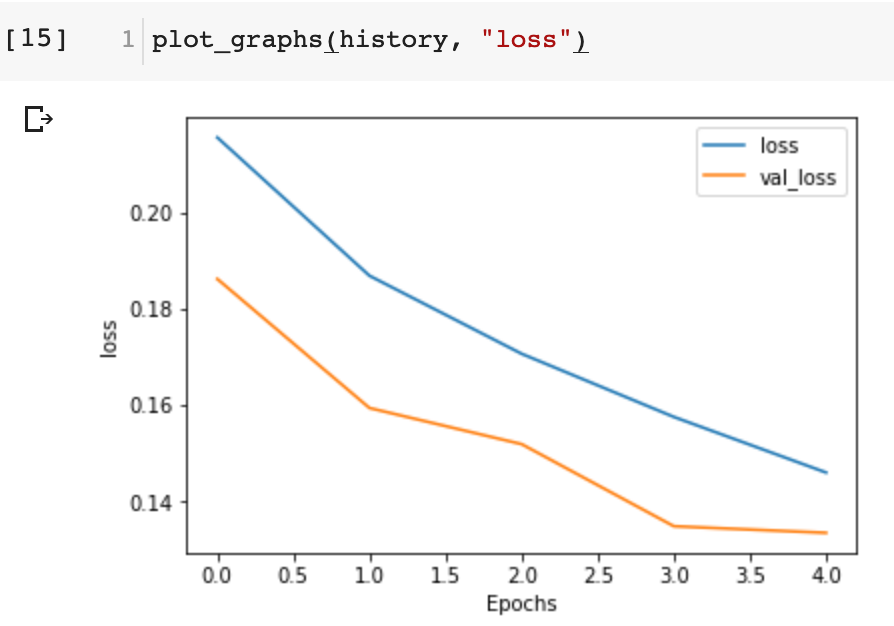 [15] 1 plot_graphs(history, "loss")
loss
val_loss
0.20
0.18
0.16
0.14
loss
0.0 0.5 1.0 1.5 2.0 2.5 3.0 3.5 4.0
Epochs